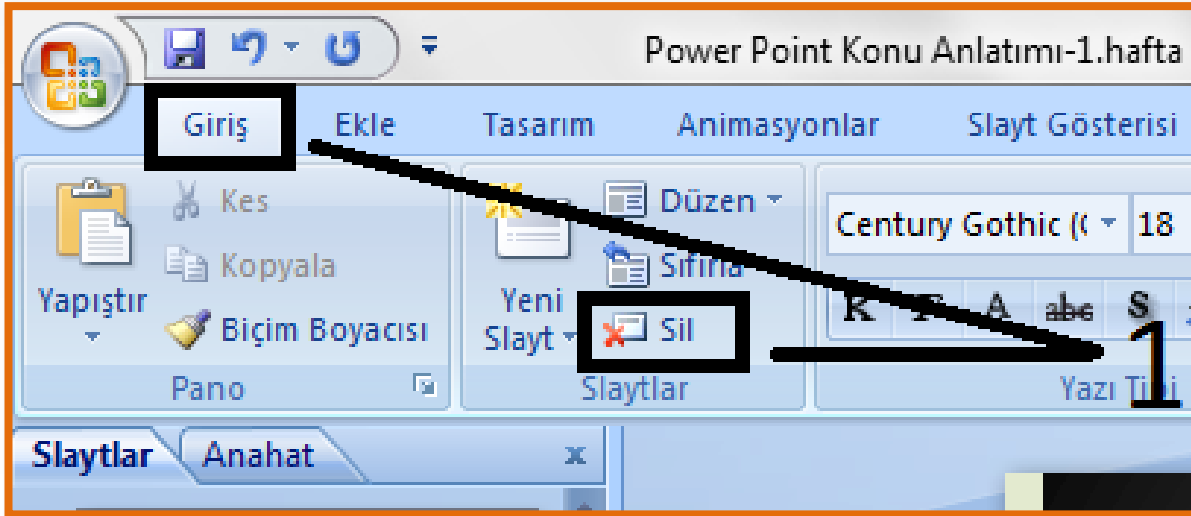 Power Point Konu Anlatımı-1.hafta
Giriş Ekle Tasarım Animasyonlar Slayt Gösterisi
Yapıştır
Kes
Kopyala
Biçim Boyacısı
Pano
Yeni Slayt
Düzen
Sıfırla
Sil
Slaytlar
Century Gothic (G 18
K T A abc S
Yazı Tipi
1
Slaytlar Anahat x